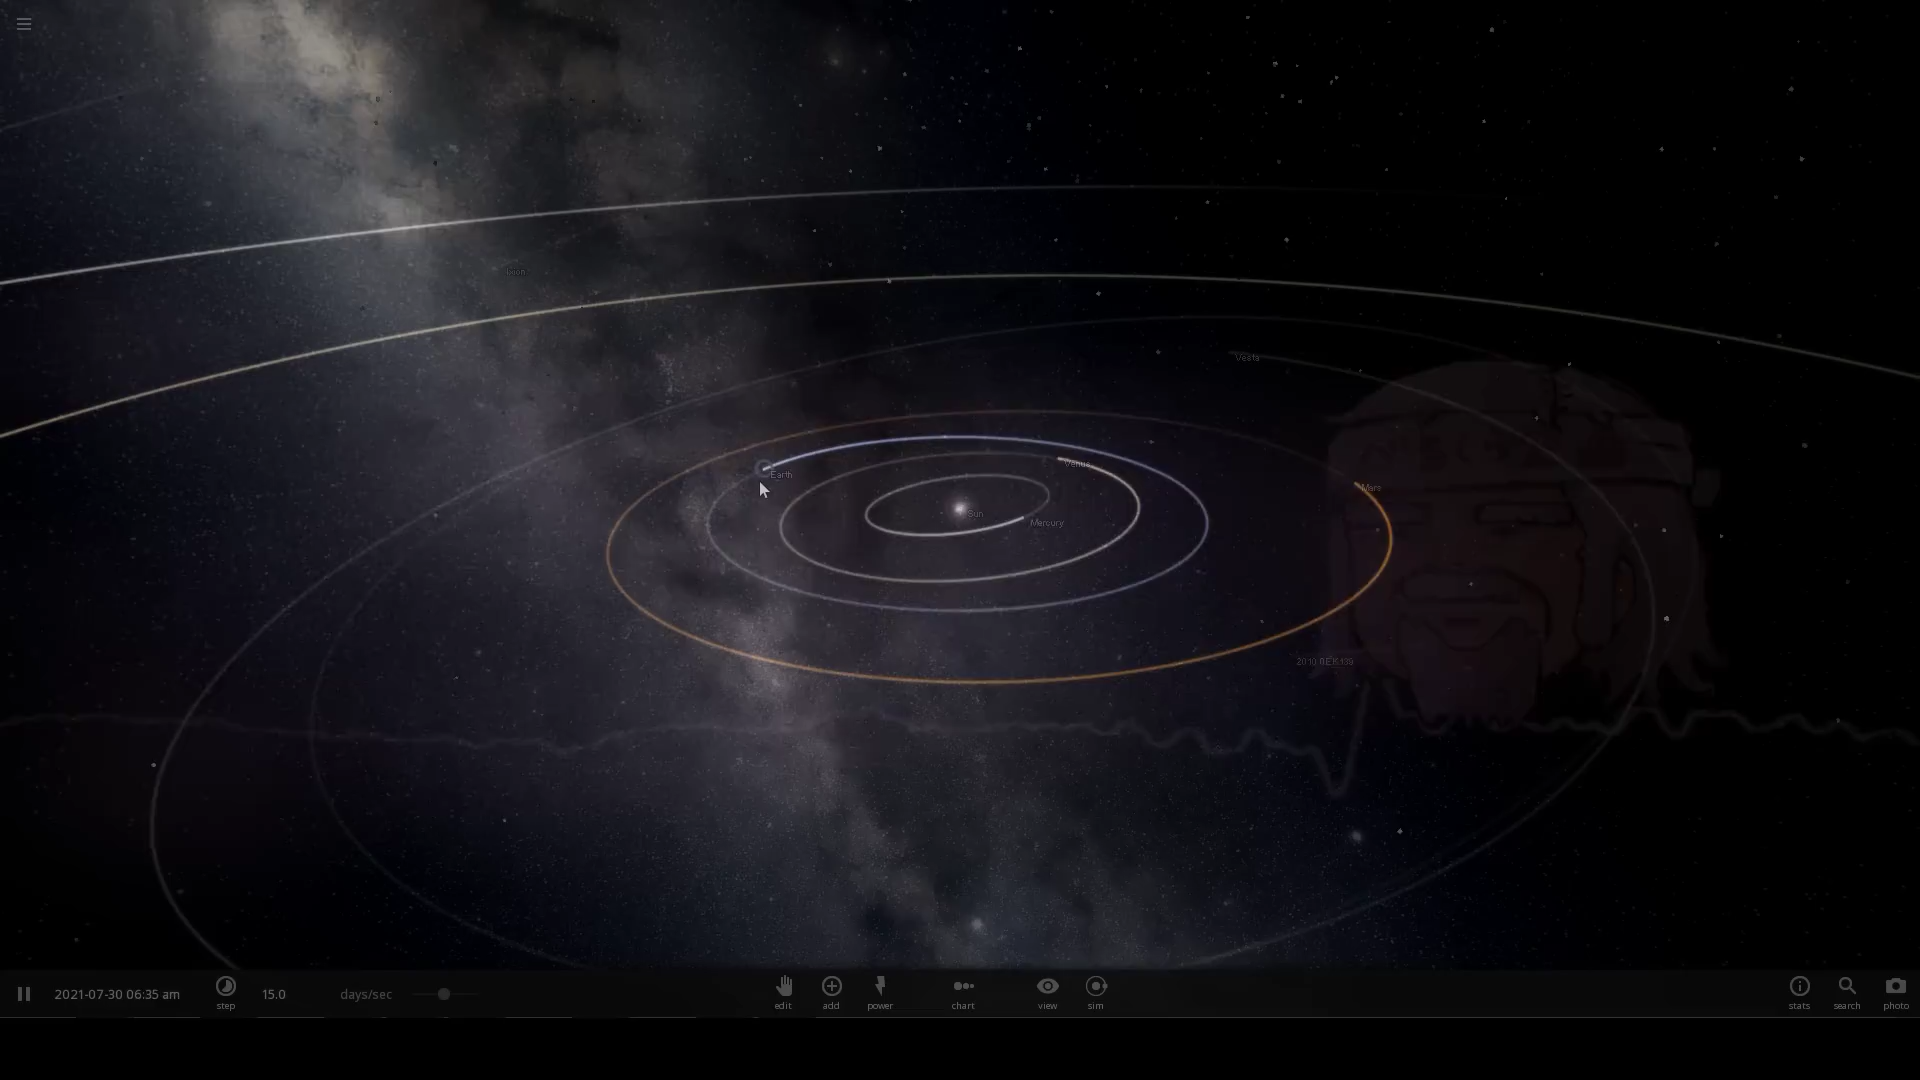 Vesta
Venus
Earth
Mars
Sun
Mercury
2021-07-30 06:35 am
step
15.0
days/sec
edit
add
power
chart
view
sim
stats
search
photo